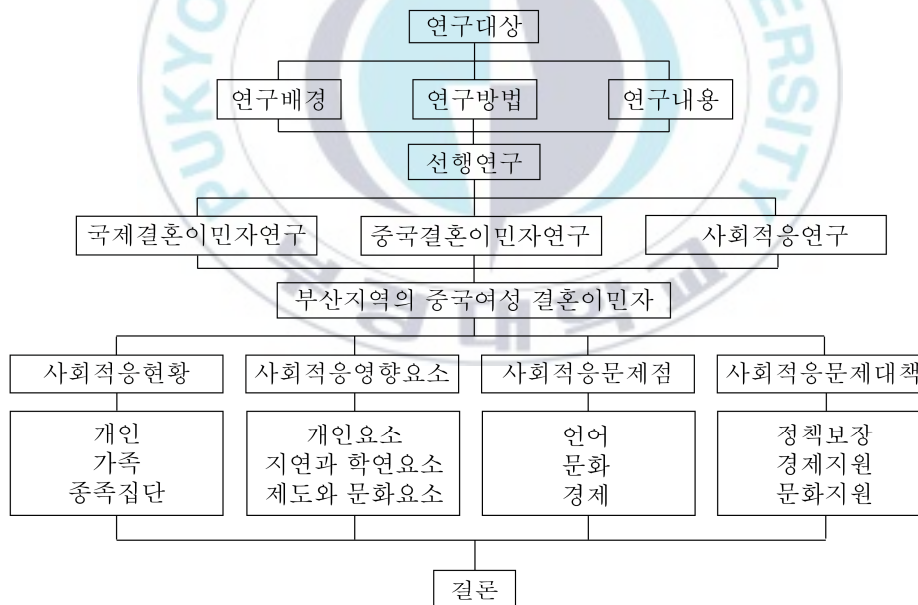 연구대상
연구배경 연구방법 연구내용
선행연구
국제결혼이민자연구 중국결혼이민자연구 사회적응연구
부산지역의 중국여성 결혼이민자
사회적응현황 사회적응영향요소 사회적응문제점 사회적응문제대책
개인 개인요소 언어 정책보장
가족 지연과 학연요소 문화 경제지원
종족집단 제도와 문화요소 경제 문화지원
결론
PUKYO
ERSITY
부경대학교